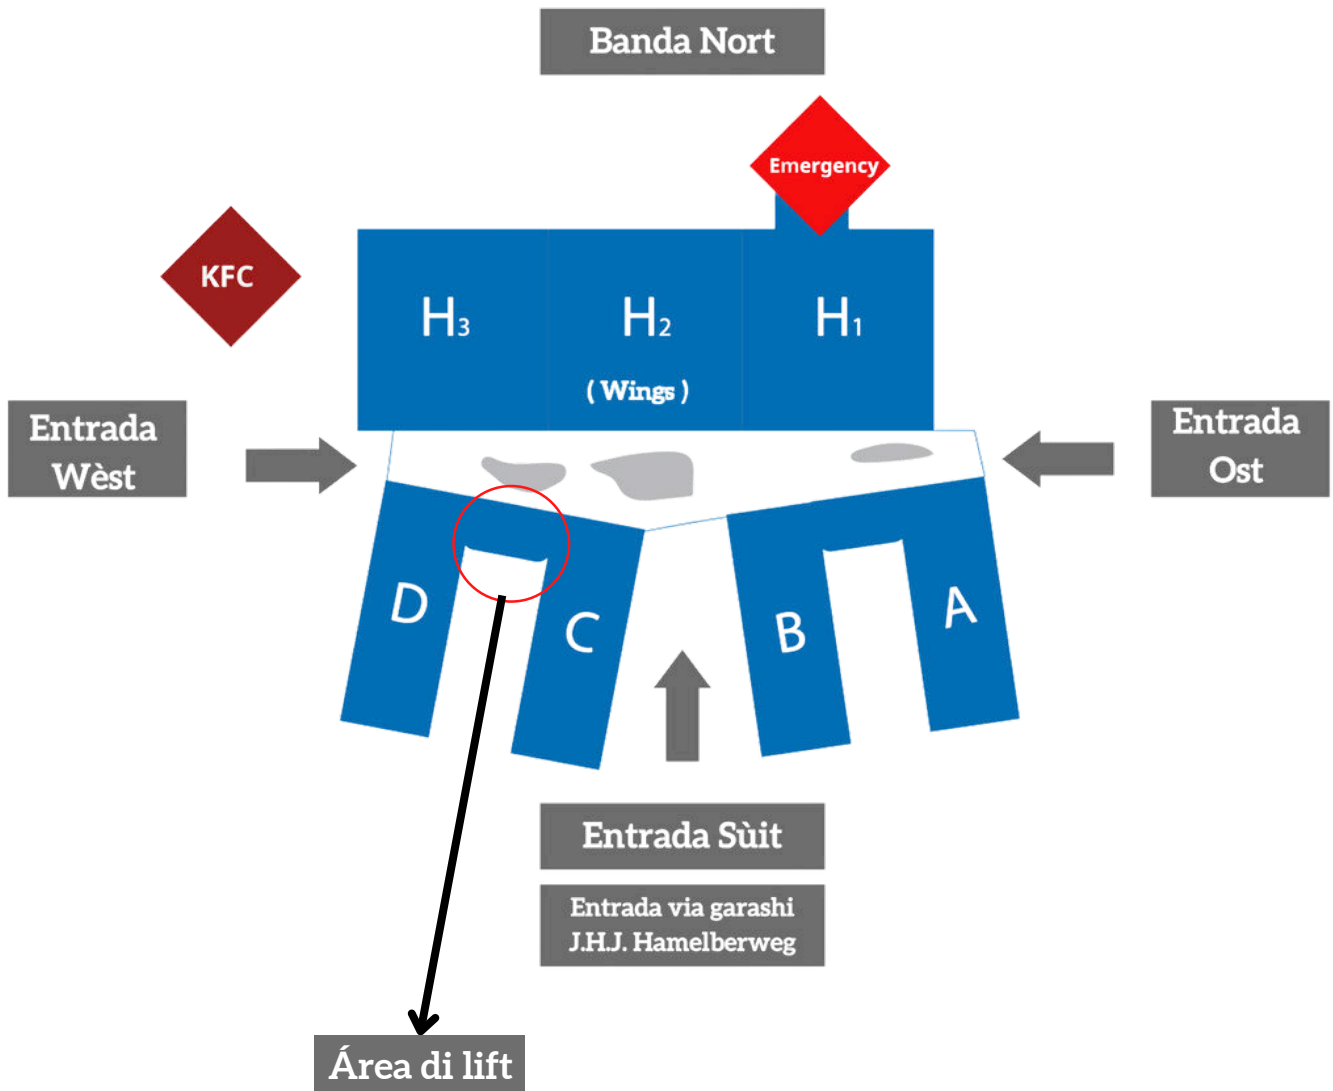 Banda Nort
Emergency
KFC
H3
H2
H1
( Wings )
Entrada
Wèst
Entrada
Ost
D
C
B
A
Entrada Sùit
Entrada via garashi
J.H.J. Hamelberweg
Área di lift